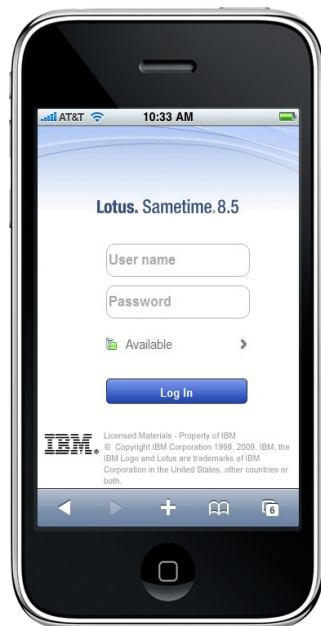 AT&T 10:33 AM
Lotus. Sametime. 8.5
User name
Password
Available
Log In
IBM.
Licensed Materials - Property of IBM
© Copyright IBM Corporation 1998, 2009. IBM, the
IBM Logo and Lotus are trademarks of IBM
Corporation in the United States, other countries or
both.
6